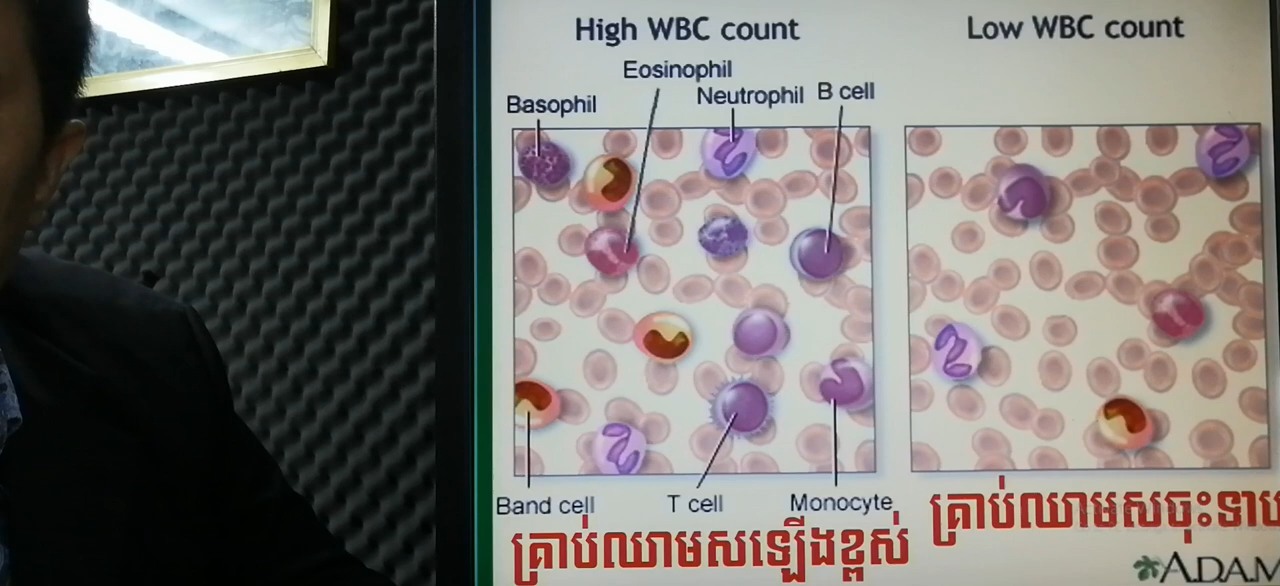 High WBC count
Low WBC count
Eosinophil
Basophil
Neutrophil
B cell
Band cell
T cell
Monocyte
គ្រាប់ឈាមសឡើងខ្ពស់
គ្រាប់ឈាមសចុះទាប
ADAM